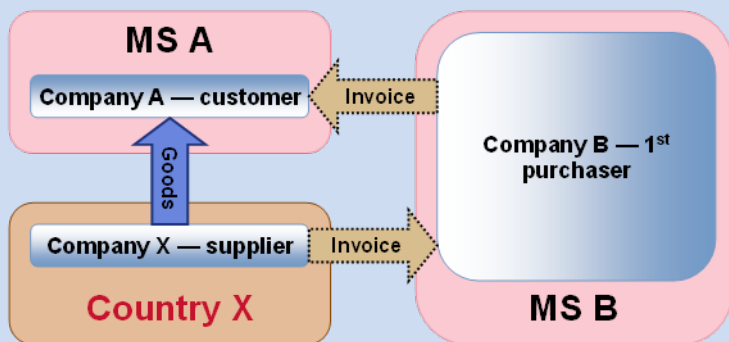 MS A
Company A — customer
Invoice
Company B — 1st
purchaser
Goods
Company X — supplier
Invoice
Country X
MS B